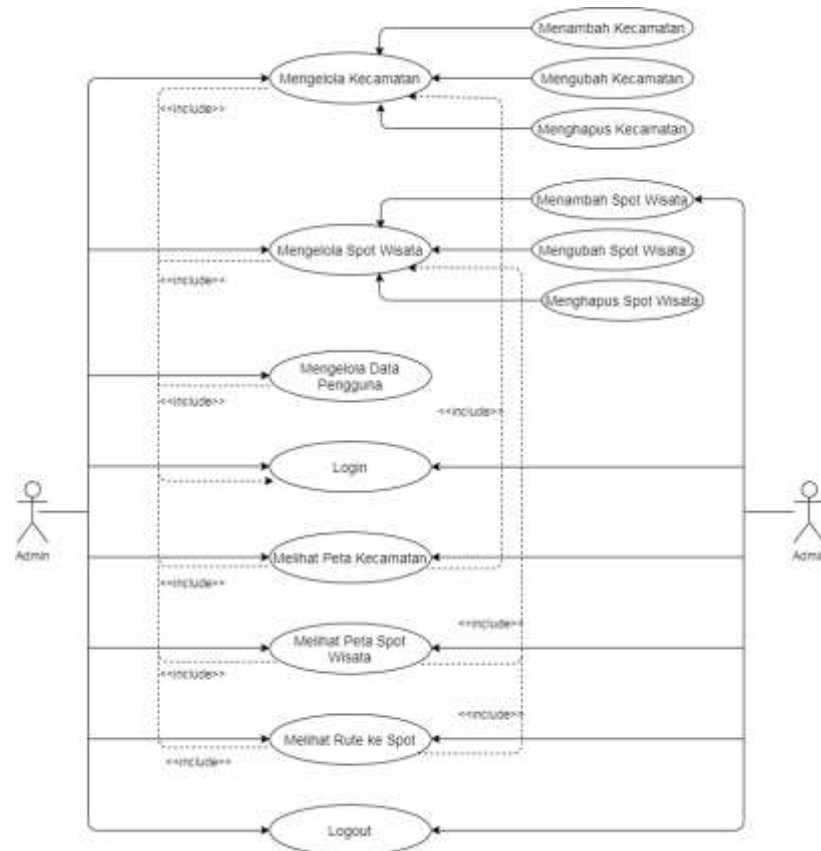 Menambah Kecamatan
Mengelola Kecamatan
Mengubah Kecamatan
<<include>>
Menghapus Kecamatan
Menambah Spot Wisata
Mengelola Spot Wisata
Mengubah Spot Wisata
<<include>>
Menghapus Spot Wisata
Mengelola Data
Pengguna
<<include>>
<<include>>
Login
Admin
Admin
Melihat Peta Kecamatan
<<include>>
<<include>>
Melihat Peta Spot
Wisata
<<include>>
<<include>>
Melihat Rute ke Spot
<<include>>
Logout